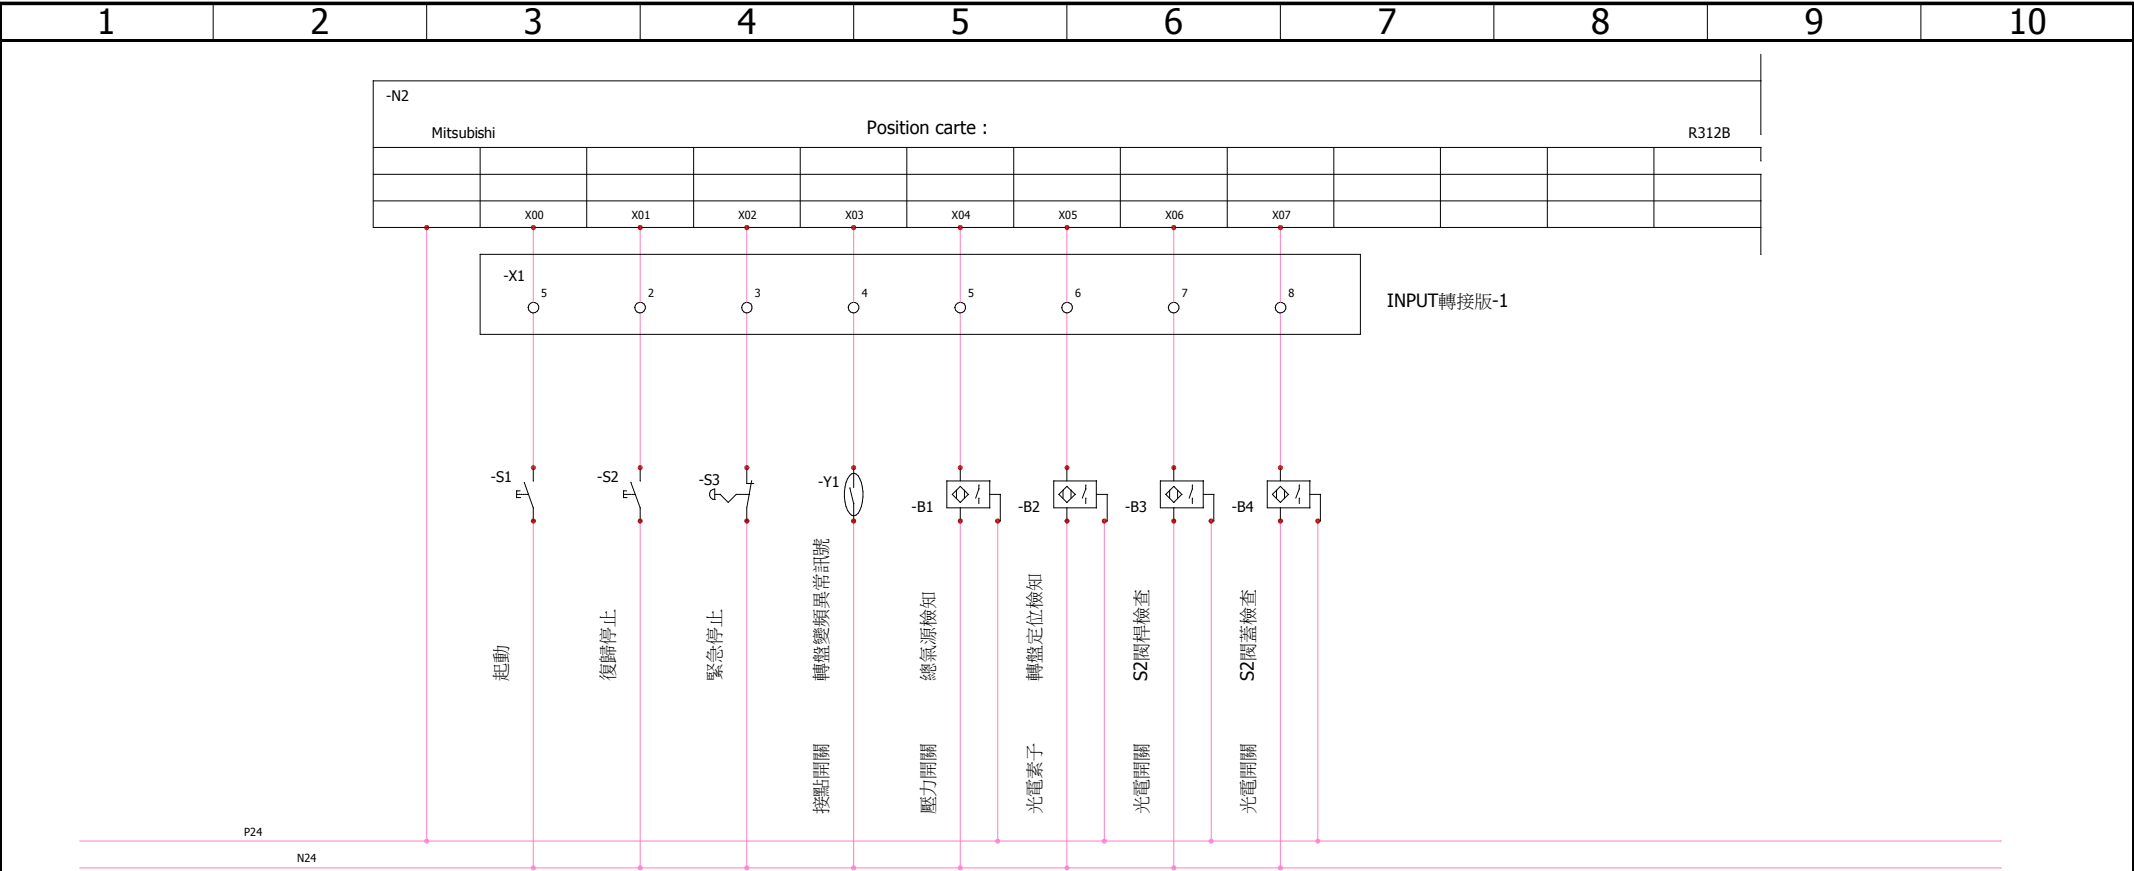 1 2 3 4 5 6 7 8 9 10
-N2
Mitsubishi Position carte : R312B
X00 X01 X02 X03 X04 X05 X06 X07
-X1
5 2 3 4 5 6 7 8
INPUT轉接版-1
-S1 -S2 -S3 -Y1 -B1 -B2 -B3 -B4
起動
復歸停止
緊急停止
轉盤變頻異常訊號
接點開關
總氣源檢知
壓力開關
轉盤定位檢知
光電素子
S2閥桿檢查
光電開關
S2閥蓋檢查
光電開關
P24
N24